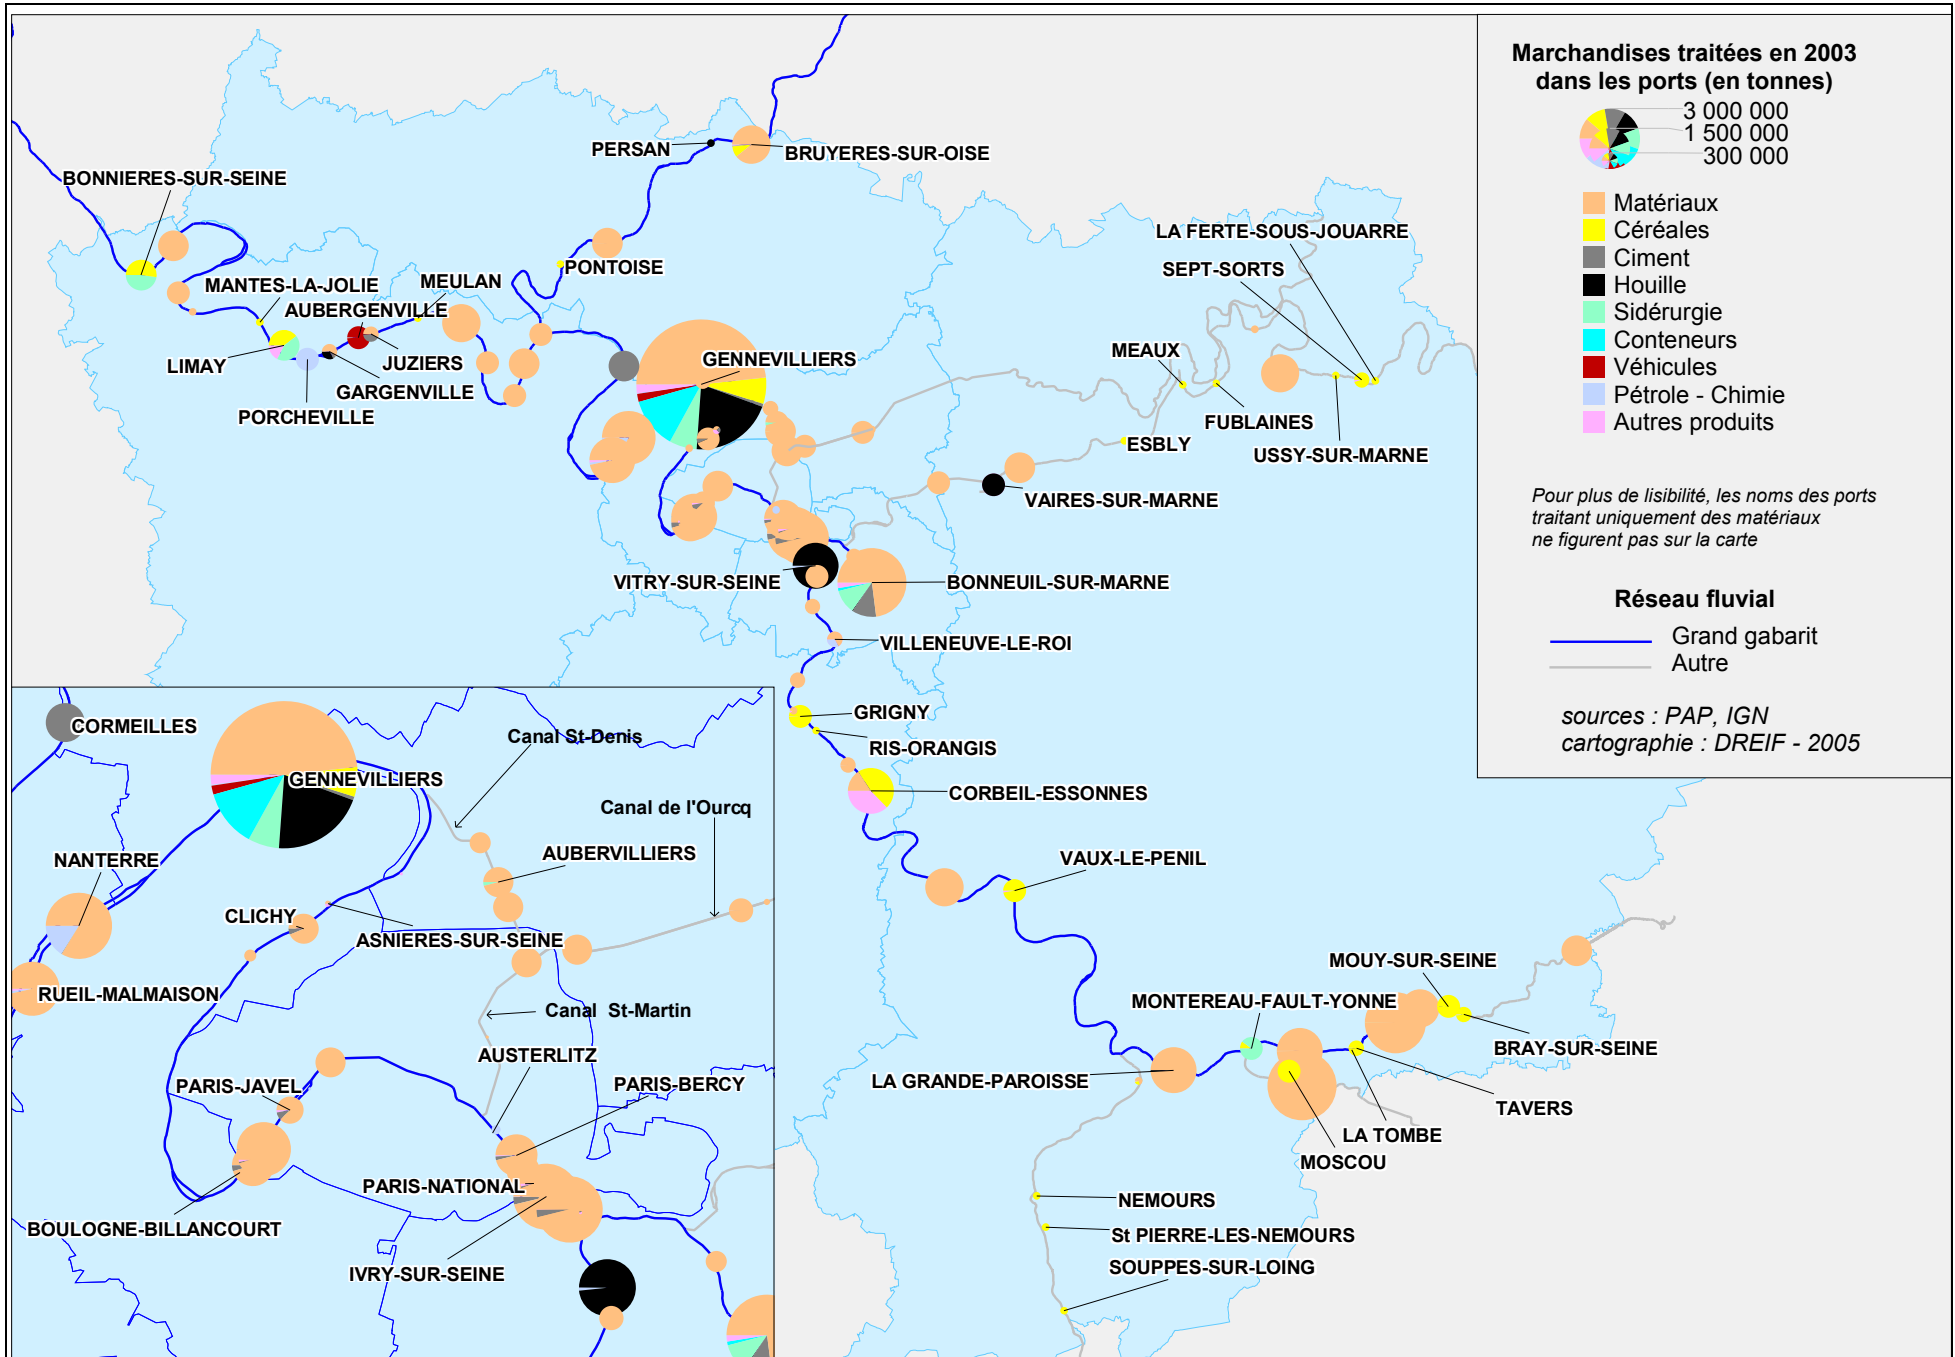 Marchandises traitées en 2003
dans les ports (en tonnes)
3 000 000
1 500 000
300 000
Matériaux
Céréales
Ciment
Houille
Sidérurgie
Conteneurs
Véhicules
Pétrole - Chimie
Autres produits
Pour plus de lisibilité, les noms des ports
traitant uniquement des matériaux
ne figurent pas sur la carte
Réseau fluvial
Grand gabarit
Autre
sources : PAP, IGN
cartographie : DREIF - 2005
PERSAN
BRUYERES-SUR-OISE
BONNIERES-SUR-SEINE
LA FERTE-SOUS-JOUARRE
PONTOISE
SEPT-SORTS
MANTES-LA-JOLIE
MEULAN
AUBERGENVILLE
LIMAY
JUZIERS
GENNEVILLIERS
MEAUX
GARGENVILLE
PORCHEVILLE
FUBLAINES
ESBLY
USSY-SUR-MARNE
VAIRES-SUR-MARNE
VITRY-SUR-SEINE
BONNEUIL-SUR-MARNE
VILLENEUVE-LE-ROI
GRIGNY
RIS-ORANGIS
CORBEIL-ESSONNES
VAUX-LE-PENIL
MOUY-SUR-SEINE
MONTEREAU-FAULT-YONNE
BRAY-SUR-SEINE
LA GRANDE-PAROISSE
TAVERS
LA TOMBE
MOSCOU
NEMOURS
St PIERRE-LES-NEMOURS
SOUPPES-SUR-LOING
CORMEILLES
Canal St-Denis
GENNEVILLIERS
Canal de l'Ourcq
NANTERRE
AUBERVILLIERS
CLICHY
ASNIERES-SUR-SEINE
RUEIL-MALMAISON
Canal St-Martin
AUSTERLITZ
PARIS-JAVEL
PARIS-BERCY
PARIS-NATIONAL
BOULOGNE-BILLANCOURT
IVRY-SUR-SEINE